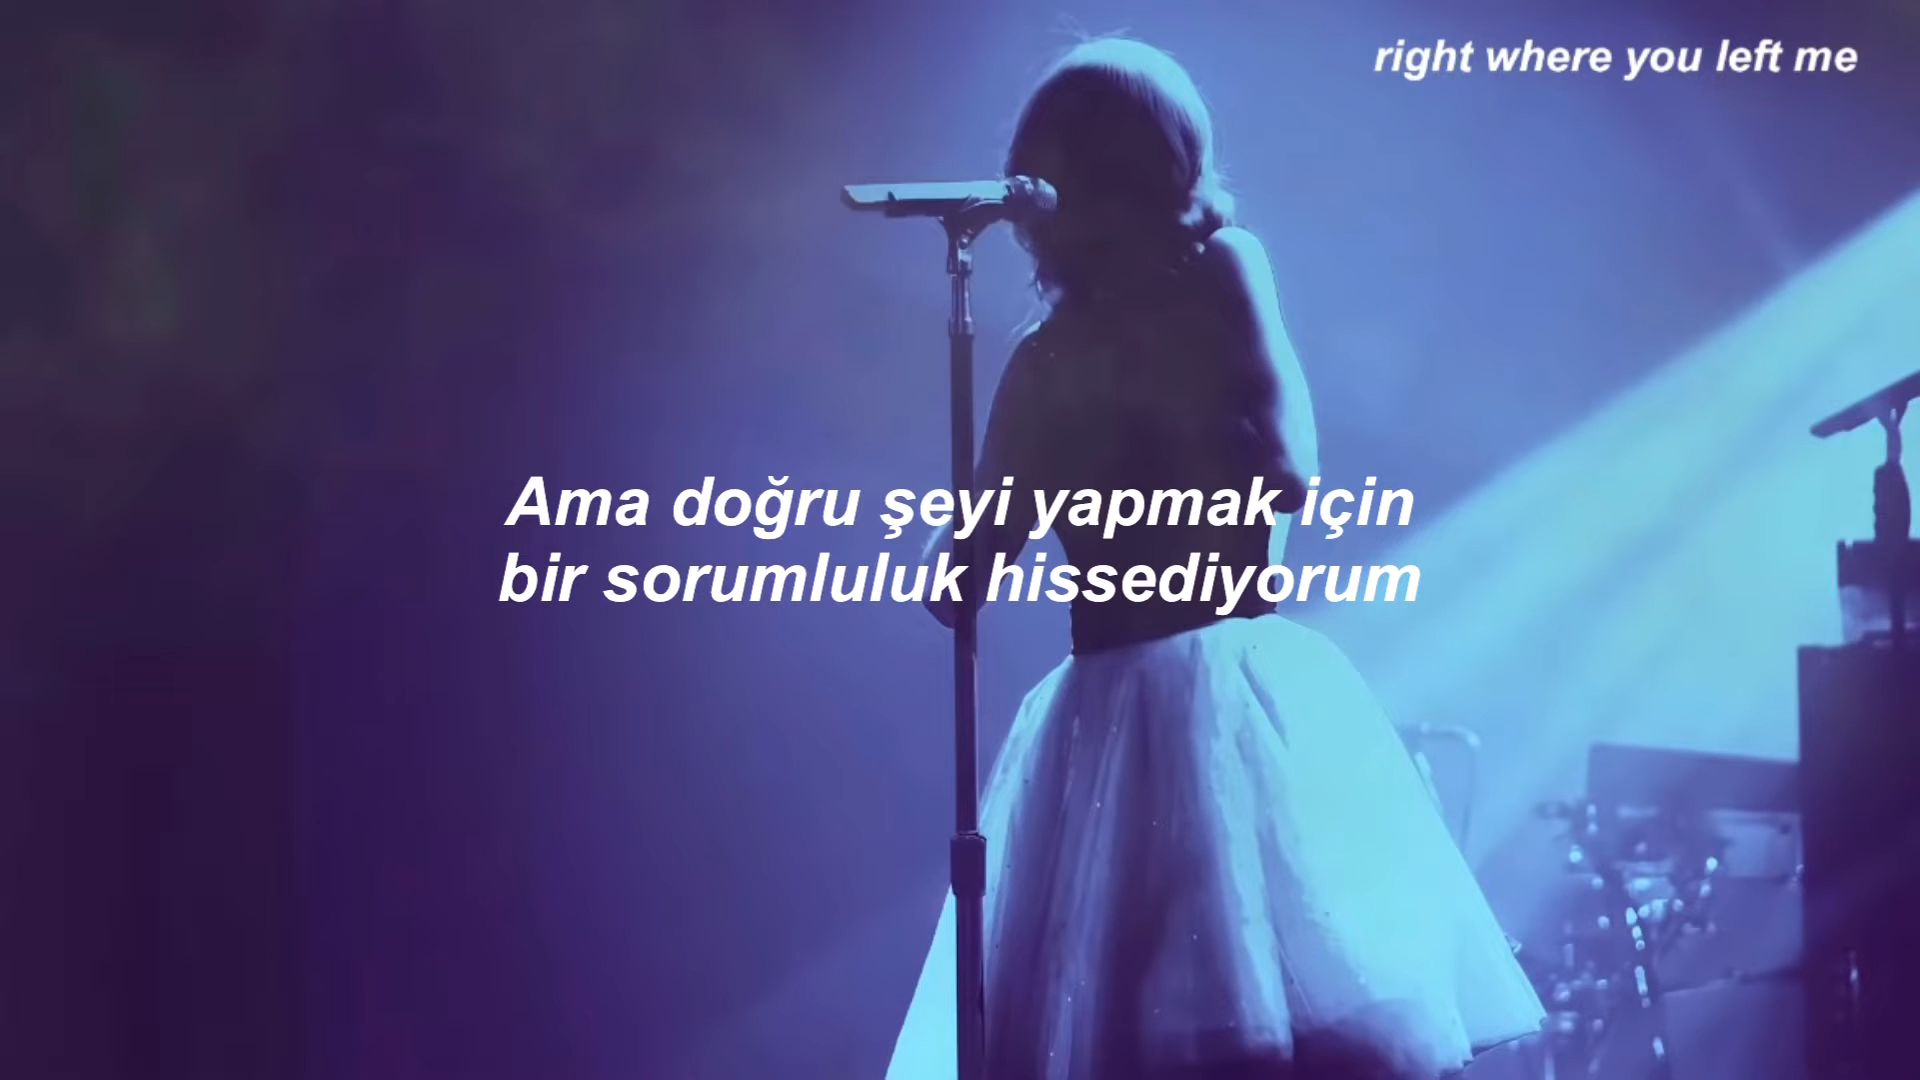 right where you left me
Ama doğru şeyi yapmak için
bir sorumluluk hissediyorum